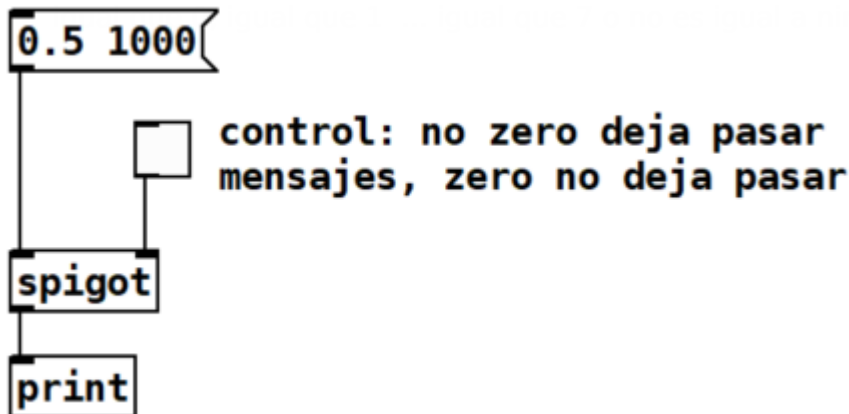 0.5 1000
control: no zero deja pasar
mensajes, zero no deja pasar
spigot
print